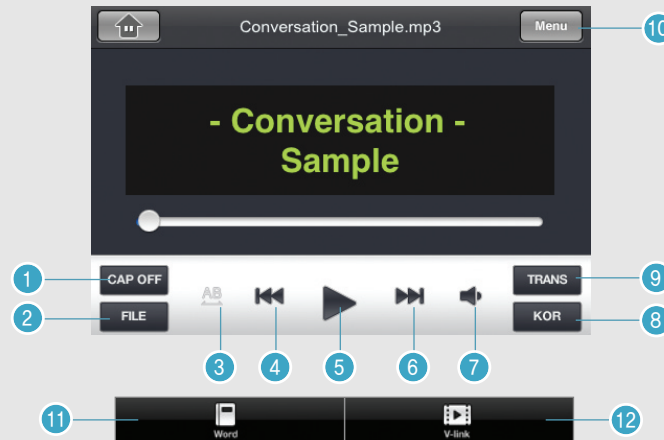 Conversation_Sample.mp3
Menu
10
- Conversation -
Sample
1
CAP OFF
AB
TRANS
9
2
FILE
KOR
8
3
4
5
6
7
11
Word
V-link
12